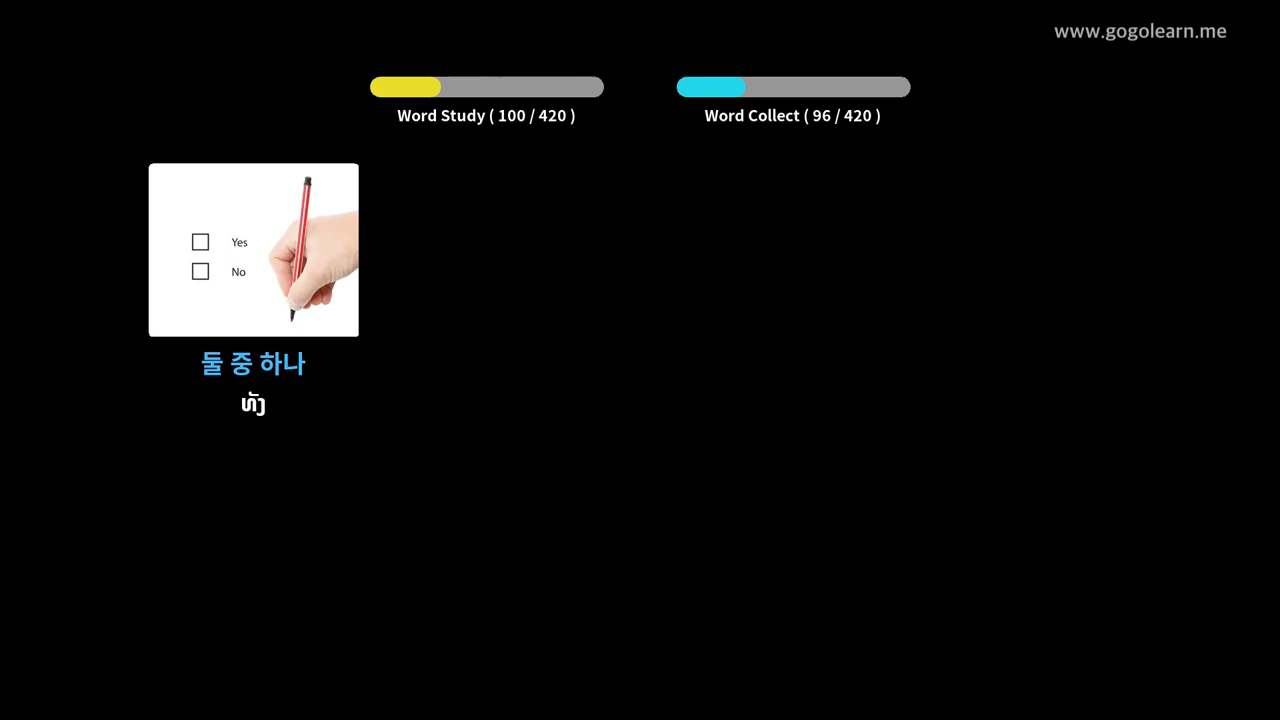 www.gogolearn.me
Word Study ( 100 / 420 )
Word Collect ( 96 / 420 )
Yes
No
둘 중 하나
ທັງ